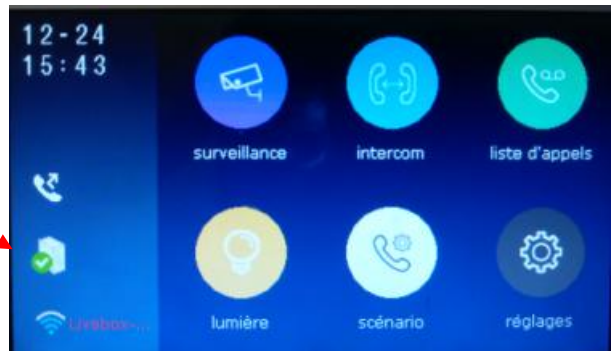 12-24
15:43
surveillance
intercom
liste d'appels
Livebox-...
lumière
scénario
réglages